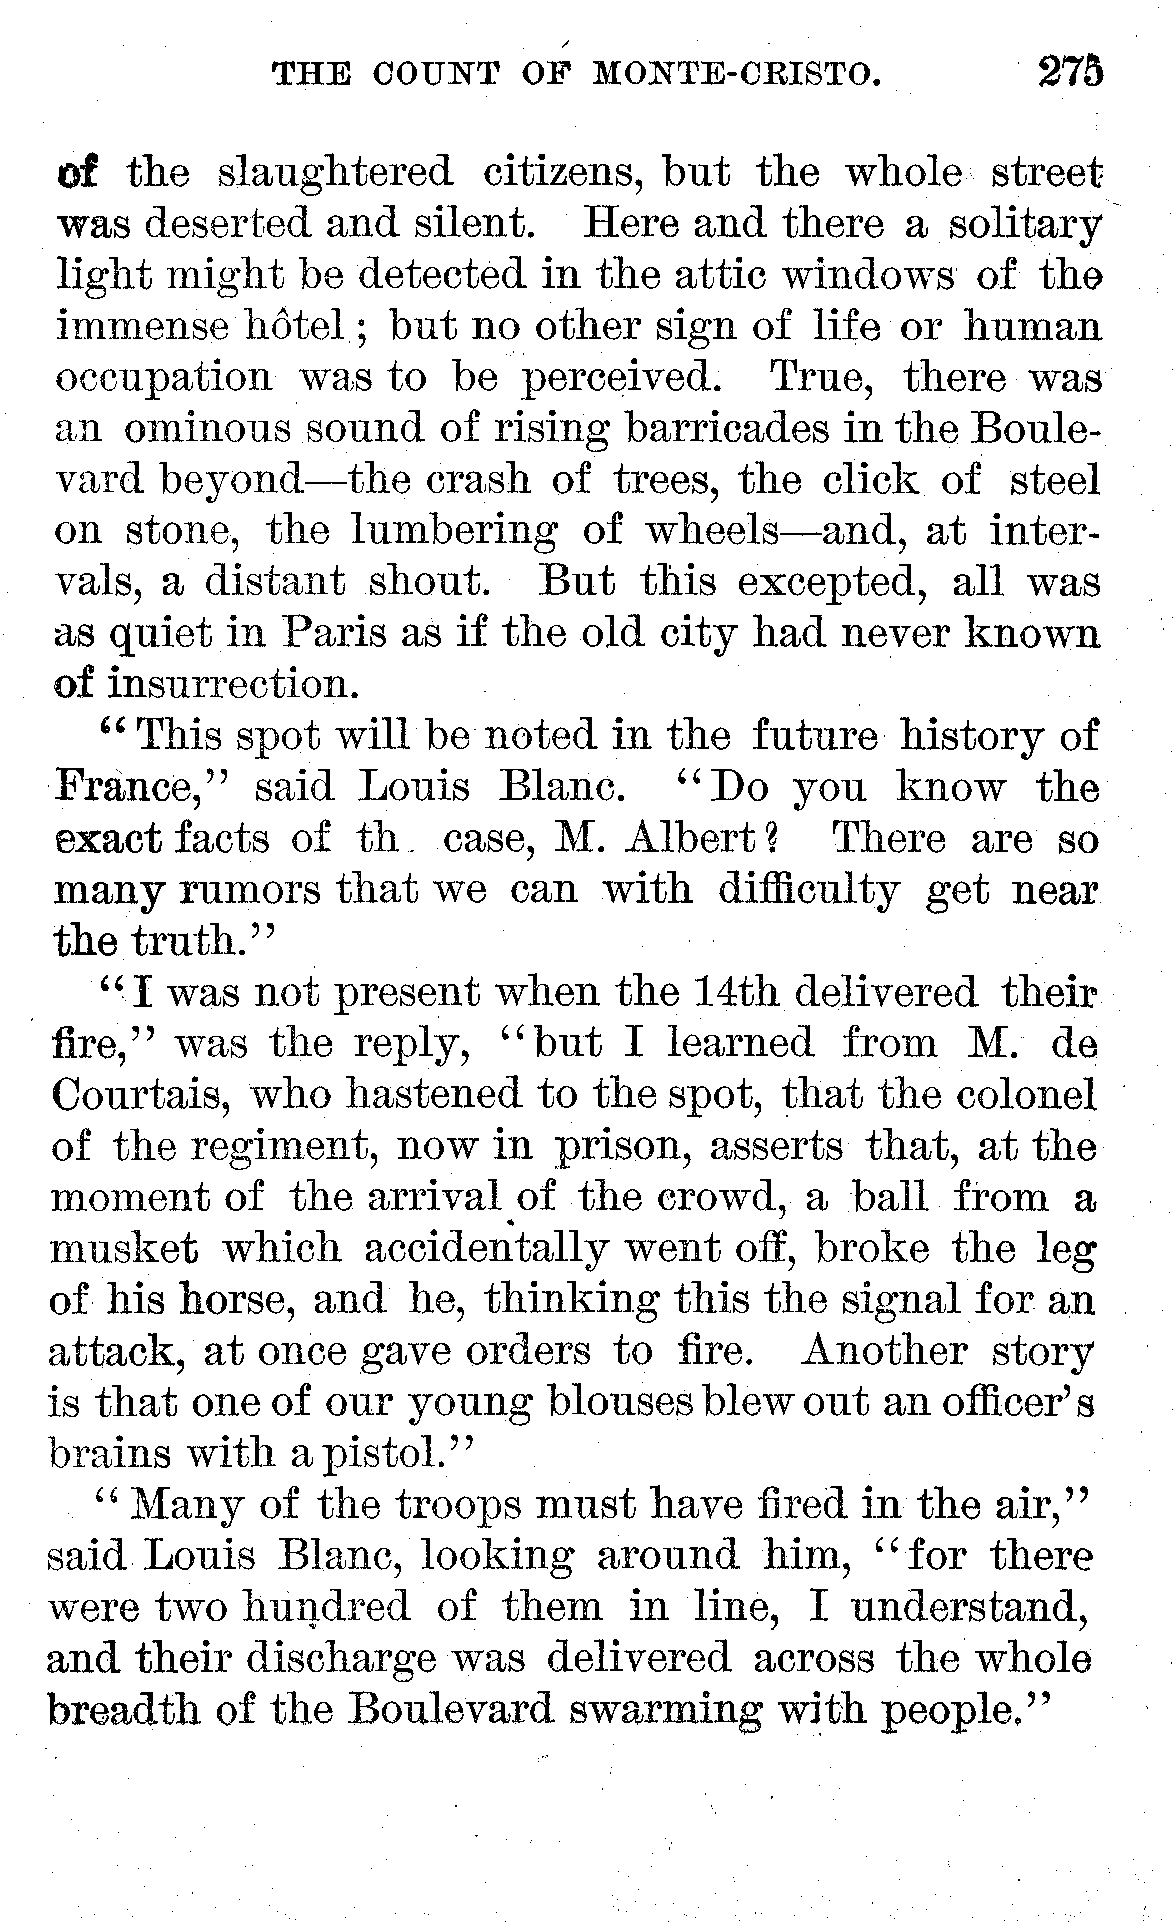 THE COUNT OF MONTE-CRISTO. 275
of the slaughtered citizens, but the whole street
was deserted and silent. Here and there a solitary
light might be detected in the attic windows of the
immense hôtel; but no other sign of life or human
occupation was to be perceived. True, there was
an ominous sound of rising barricades in the Boule-
vard beyond—the crash of trees, the click of steel
on stone, the lumbering of wheels—and, at inter-
vals, a distant shout. But this excepted, all was
as quiet in Paris as if the old city had never known
of insurrection.
"This spot will be noted in the future history of
France," said Louis Blanc. "Do you know the
exact facts of th case, M. Albert? There are so
many rumors that we can with difficulty get near
the truth."
"I was not present when the 14th delivered their
fire," was the reply, "but I learned from M. de
Courtais, who hastened to the spot, that the colonel
of the regiment, now in prison, asserts that, at the
moment of the arrival of the crowd, a ball from a
musket which accidentally went off, broke the leg
of his horse, and he, thinking this the signal for an
attack, at once gave orders to fire. Another story
is that one of our young blouses blew out an officer's
brains with a pistol."
"Many of the troops must have fired in the air,"
said Louis Blanc, looking around him, "for there
were two hundred of them in line, I understand,
and their discharge was delivered across the whole
breadth of the Boulevard swarming with people."